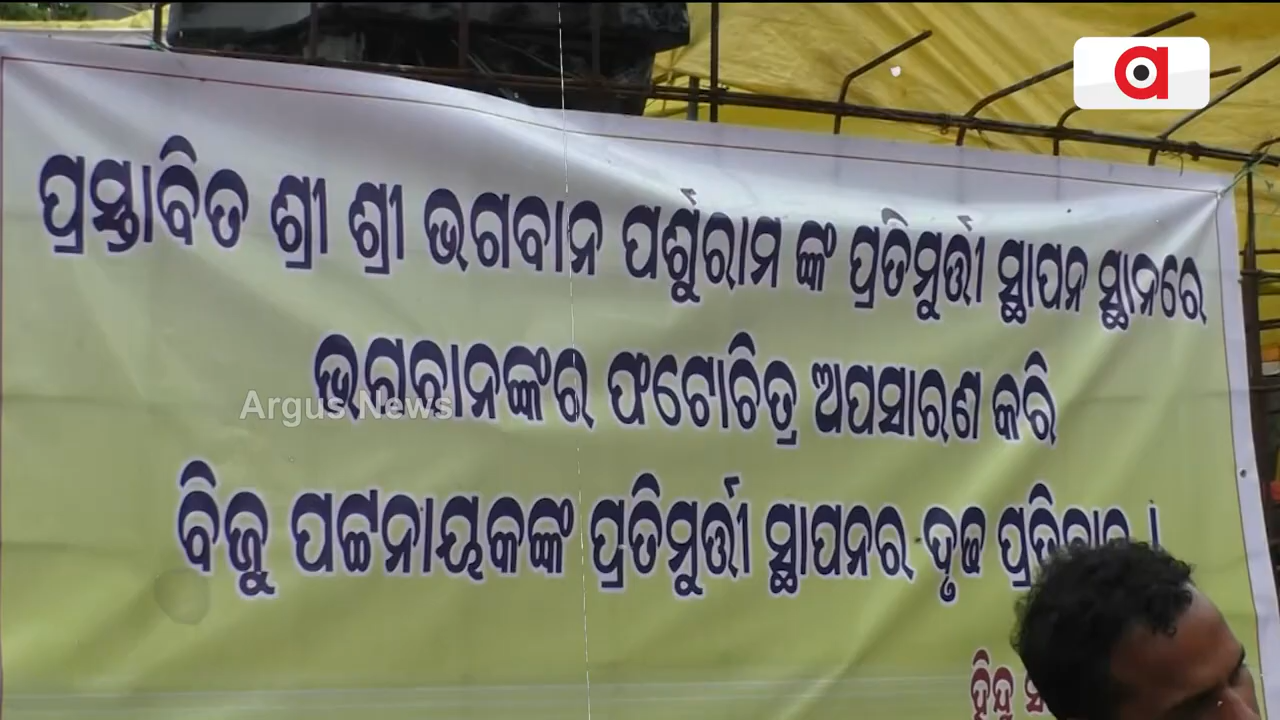 ପ୍ରସ୍ତାବିତ ଶ୍ରୀ ଶ୍ରୀ ଭଗବାନ ପର୍ଶୁରାମ ଙ୍କ ପ୍ରତିମୁର୍ତ୍ତୀ ସ୍ଥାପନ ସ୍ଥାନରେ
ଭଗବାନଙ୍କର ଫଟୋଚିତ୍ର ଅପସାରଣ କରି
Argus News
ବିଜୁ ପଟ୍ଟନାୟକଙ୍କ ପ୍ରତିମୁର୍ତ୍ତୀ ସ୍ଥାପନର ଦୃଢ ପ୍ରତିବାଦ ।
ହିନ୍ଦୁ